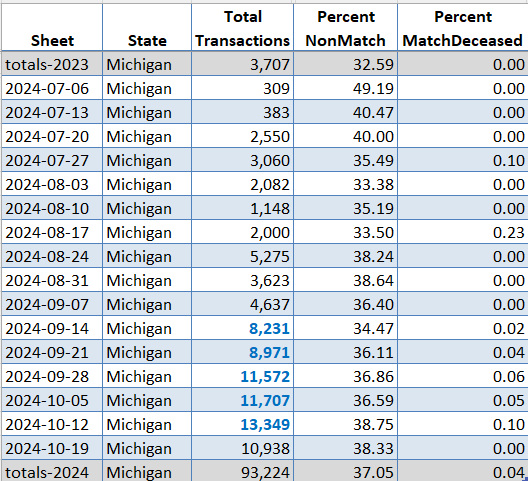 Total Percent Percent
Sheet State Transactions NonMatch MatchDeceased
totals-2023 Michigan 3,707 32.59 0.00
2024-07-06 Michigan 309 49.19 0.00
2024-07-13 Michigan 383 40.47 0.00
2024-07-20 Michigan 2,550 40.00 0.00
2024-07-27 Michigan 3,060 35.49 0.10
2024-08-03 Michigan 2,082 33.38 0.00
2024-08-10 Michigan 1,148 35.19 0.00
2024-08-17 Michigan 2,000 33.50 0.23
2024-08-24 Michigan 5,275 38.24 0.00
2024-08-31 Michigan 3,623 38.64 0.00
2024-09-07 Michigan 4,637 36.40 0.00
2024-09-14 Michigan 8,231 34.47 0.02
2024-09-21 Michigan 8,971 36.11 0.04
2024-09-28 Michigan 11,572 36.86 0.06
2024-10-05 Michigan 11,707 36.59 0.05
2024-10-12 Michigan 13,349 38.75 0.10
2024-10-19 Michigan 10,938 38.33 0.00
totals-2024 Michigan 93,224 37.05 0.04